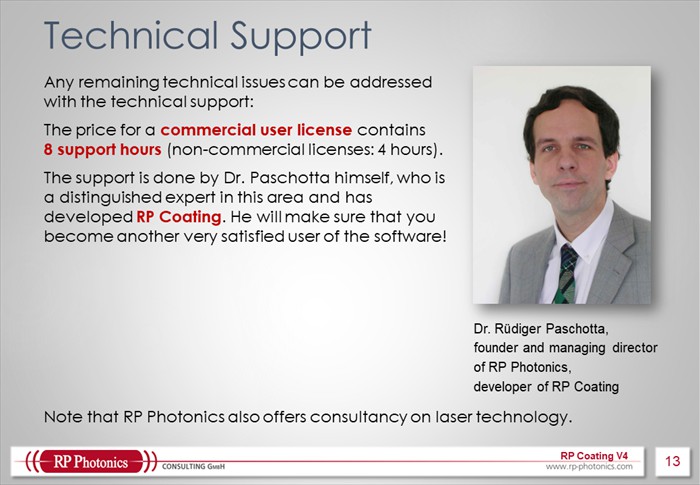 Technical Support
Any remaining technical issues can be addressed
with the technical support:
The price for a commercial user license contains
8 support hours (non-commercial licenses: 4 hours).
The support is done by Dr. Paschotta himself, who is
a distinguished expert in this area and has
developed RP Coating. He will make sure that you
become another very satisfied user of the software!
Dr. Rüdiger Paschotta,
founder and managing director
of RP Photonics,
developer of RP Coating
Note that RP Photonics also offers consultancy on laser technology.
RP Photonics
CONSULTING GmbH
RP Coating V4
www.rp-photonics.com
13